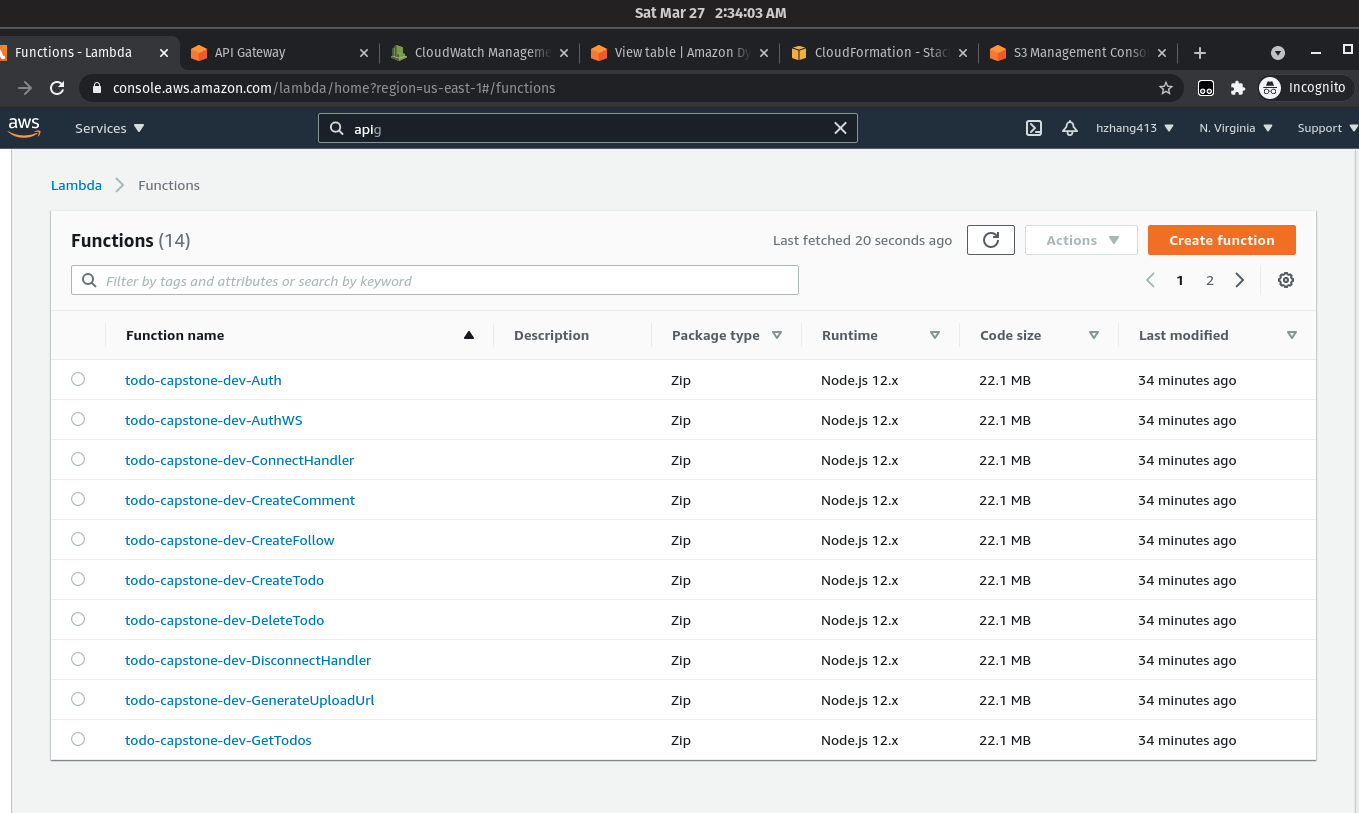 Sat Mar 27 2:34:03 AM
Functions - Lambda
API Gateway
CloudWatch Manageme
View table | Amazon Dy
CloudFormation - Stac
S3 Management Conso
console.aws.amazon.com/lambda/home?region=us-east-1#/functions
Incognito
aws
Services
apig
hzhang413
N. Virginia
Support
Lambda
Functions
Functions (14)
Last fetched 20 seconds ago
Actions
Create function
Filter by tags and attributes or search by keyword
1 2
Function name Description Package type Runtime Code size Last modified
todo-capstone-dev-Auth Zip Node.js 12.x 22.1 MB 34 minutes ago
todo-capstone-dev-AuthWS Zip Node.js 12.x 22.1 MB 34 minutes ago
todo-capstone-dev-ConnectHandler Zip Node.js 12.x 22.1 MB 34 minutes ago
todo-capstone-dev-CreateComment Zip Node.js 12.x 22.1 MB 34 minutes ago
todo-capstone-dev-CreateFollow Zip Node.js 12.x 22.1 MB 34 minutes ago
todo-capstone-dev-CreateTodo Zip Node.js 12.x 22.1 MB 34 minutes ago
todo-capstone-dev-DeleteTodo Zip Node.js 12.x 22.1 MB 34 minutes ago
todo-capstone-dev-DisconnectHandler Zip Node.js 12.x 22.1 MB 34 minutes ago
todo-capstone-dev-GenerateUploadUrl Zip Node.js 12.x 22.1 MB 34 minutes ago
todo-capstone-dev-GetTodos Zip Node.js 12.x 22.1 MB 34 minutes ago